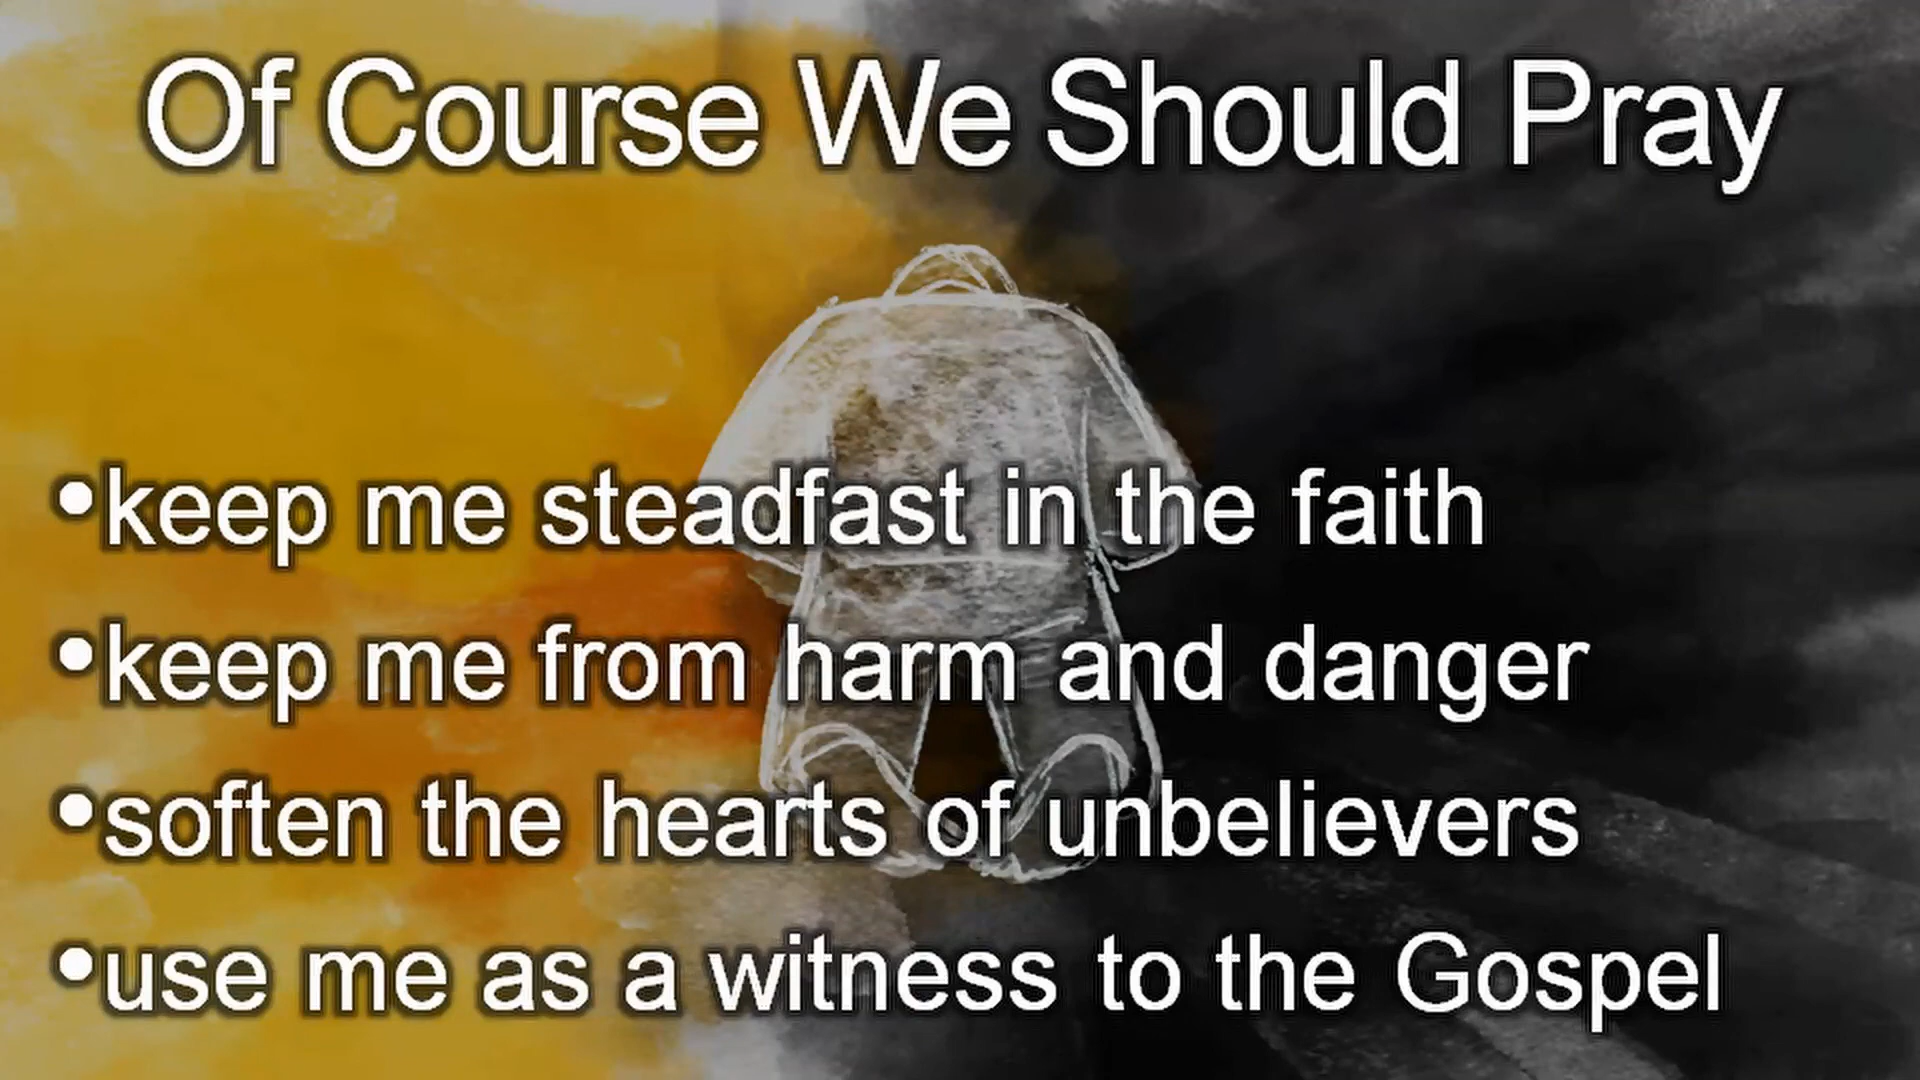 Of Course We Should Pray
•keep me steadfast in the faith
•keep me from harm and danger
•soften the hearts of unbelievers
•use me as a witness to the Gospel